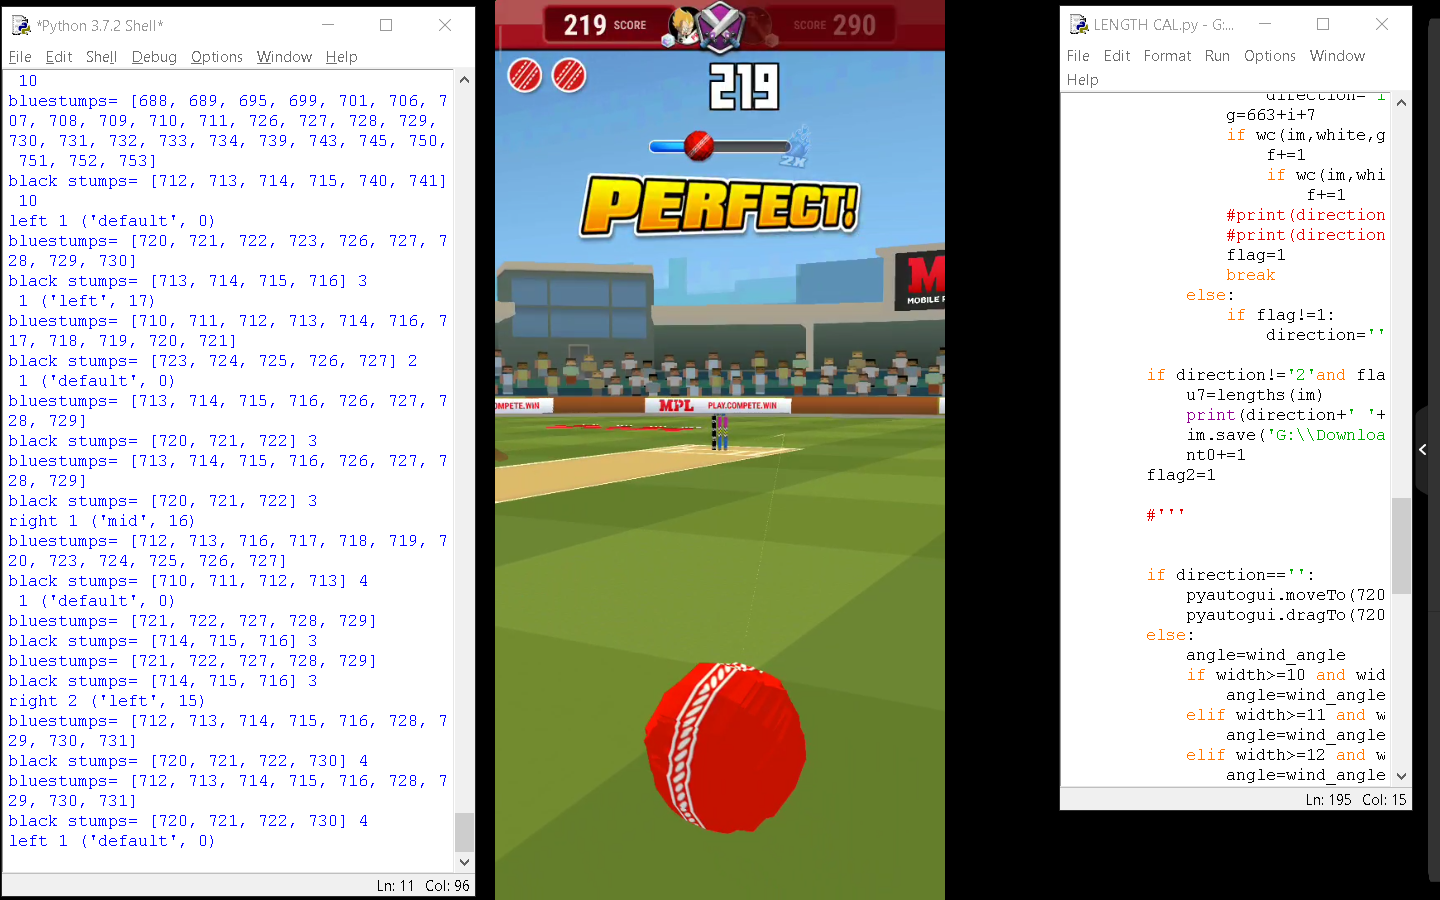 *Python 3.7.2 Shell*
File Edit Shell Debug Options Window Help
10
bluestumps= [688, 689, 695, 699, 701, 706, 7
07, 708, 709, 710, 711, 726, 727, 728, 729,
730, 731, 732, 733, 734, 739, 743, 745, 750,
751, 752, 753]
black stumps= [712, 713, 714, 715, 740, 741]
10
left 1 ('default', 0)
bluestumps= [720, 721, 722, 723, 726, 727, 7
28, 729, 730]
black stumps= [713, 714, 715, 716] 3
1 ('left', 17)
bluestumps= [710, 711, 712, 713, 714, 716, 7
17, 718, 719, 720, 721]
black stumps= [723, 724, 725, 726, 727] 2
1 ('default', 0)
bluestumps= [713, 714, 715, 716, 726, 727, 7
28, 729]
black stumps= [720, 721, 722] 3
bluestumps= [713, 714, 715, 716, 726, 727, 7
28, 729]
black stumps= [720, 721, 722] 3
right 1 ('mid', 16)
bluestumps= [712, 713, 716, 717, 718, 719, 7
20, 723, 724, 725, 726, 727]
black stumps= [710, 711, 712, 713] 4
1 ('default', 0)
bluestumps= [721, 722, 727, 728, 729]
black stumps= [714, 715, 716] 3
bluestumps= [721, 722, 727, 728, 729]
black stumps= [714, 715, 716] 3
right 2 ('left', 15)
bluestumps= [712, 713, 714, 715, 716, 728, 7
29, 730, 731]
black stumps= [720, 721, 722, 730] 4
bluestumps= [712, 713, 714, 715, 716, 728, 7
29, 730, 731]
black stumps= [720, 721, 722, 730] 4
left 1 ('default', 0)
Ln: 11 Col: 96
219 SCORE
SCORE 290
219
2X
PERFECT!
M
MOBILE P
COMPETE.WIN
MPL PLAY.COMPETE.WIN
LENGTH CAL.py - G:...
File Edit Format Run Options Window
Help
direction='l
g=663+i+7
if wc(im,white,g
f+=1
if wc(im,whi
f+=1
#print(direction
#print(direction
flag=1
break
else:
if flag!=1:
direction=''
if direction!='2'and fla
u7=lengths(im)
print(direction+' '+
im.save('G:\\Downloa
nt0+=1
flag2=1
#'''
if direction=='':
pyautogui.moveTo(720
pyautogui.dragTo(720
else:
angle=wind_angle
if width>=10 and wid
angle=wind_angle
elif width>=11 and w
angle=wind_angle
elif width>=12 and w
angle=wind_angle
Ln: 195 Col: 15